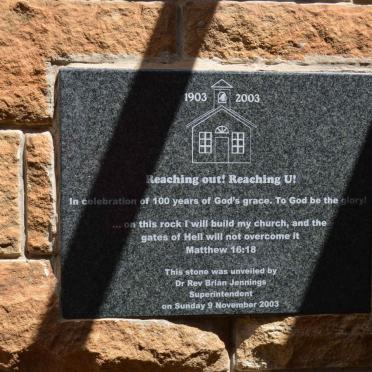 1903 2003
Reaching out! Reaching U!
In celebration of 100 years of God's grace. To God be the glory!
... on this rock I will build my church, and the
gates of Hell will not overcome it
Matthew 16:18
This stone was unveiled by
Dr Rev Brian Jennings
Superintendent
on Sunday 9 November 2003